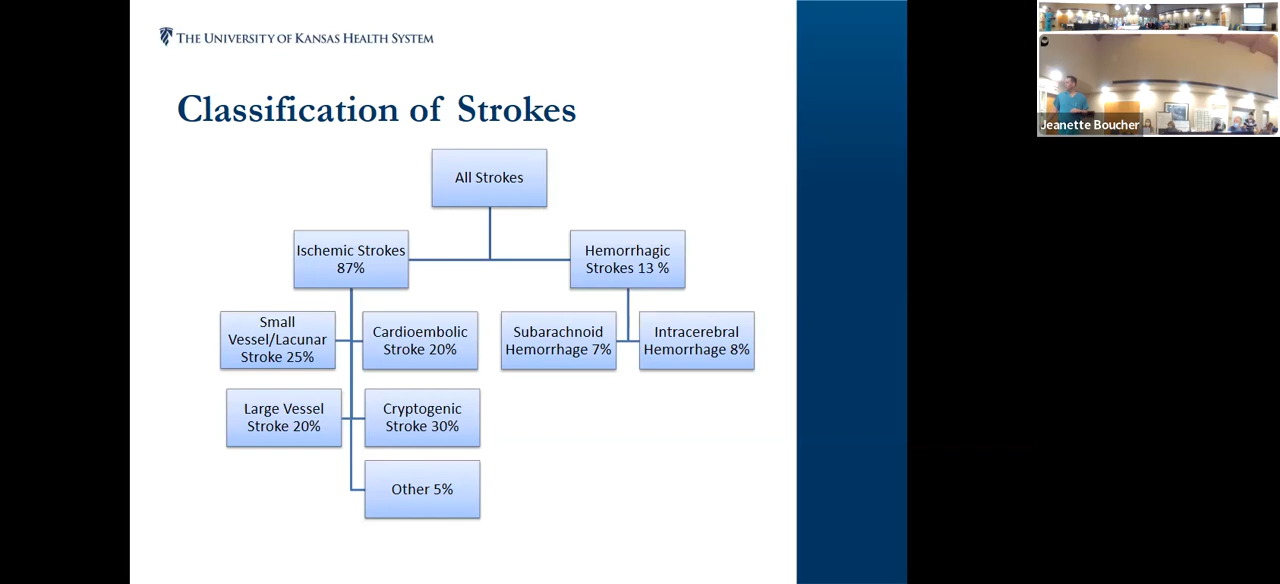 THE UNIVERSITY OF KANSAS HEALTH SYSTEM
Classification of Strokes
All Strokes
Ischemic Strokes
87%
Hemorrhagic
Strokes 13 %
Small
Vessel/Lacunar
Stroke 25%
Cardioembolic
Stroke 20%
Subarachnoid
Hemorrhage 7%
Intracerebral
Hemorrhage 8%
Large Vessel
Stroke 20%
Cryptogenic
Stroke 30%
Other 5%
Jeanette Boucher